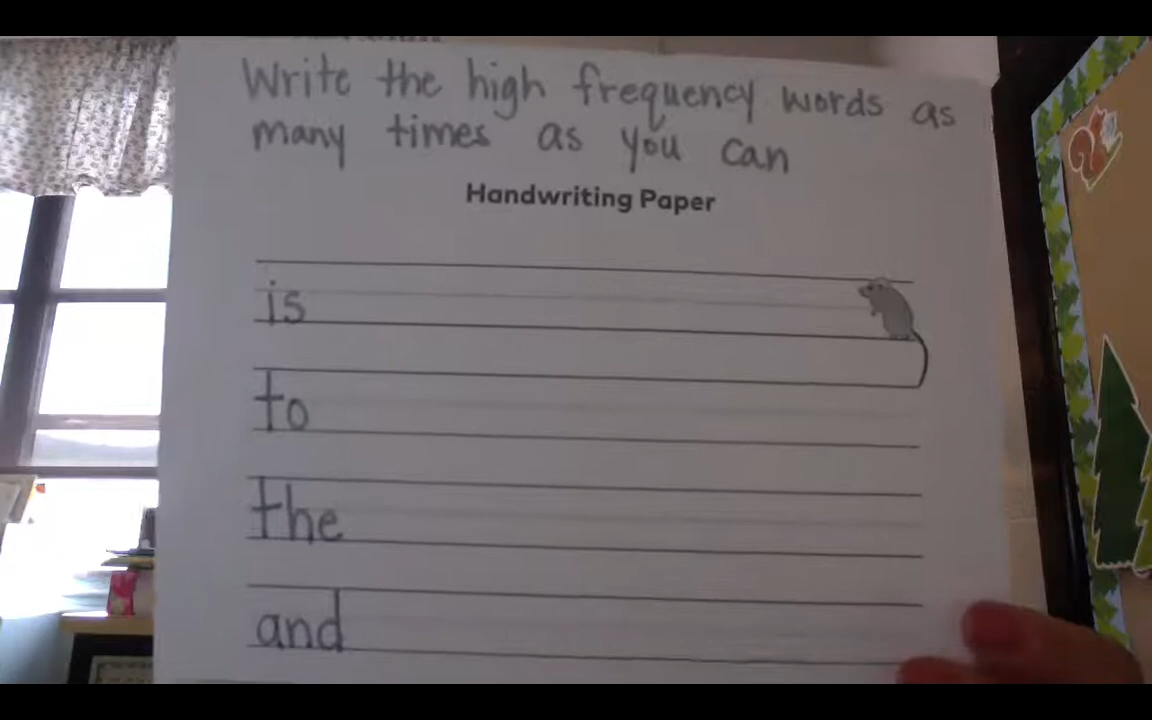 Write the high frequency words as
many times as you can
Handwriting Paper
is
to
the
and